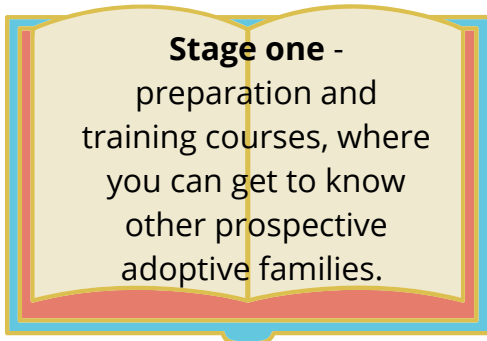 Stage one -
preparation and
training courses, where
you can get to know
other prospective
adoptive families.